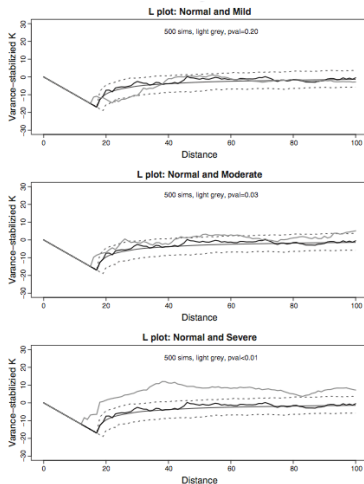 L plot: Normal and Mild
500 sims, light grey, pval=0.20
Varance−stabilizied K
30
20
10
0
−10
−20
−30
0 20 40 60 80 100
Distance
L plot: Normal and Moderate
500 sims, light grey, pval=0.03
Varance−stabilizied K
30
20
10
0
−10
−20
−30
0 20 40 60 80 100
Distance
L plot: Normal and Severe
500 sims, light grey, pval<0.01
Varance−stabilizied K
30
20
10
0
−10
−20
−30
0 20 40 60 80 100
Distance